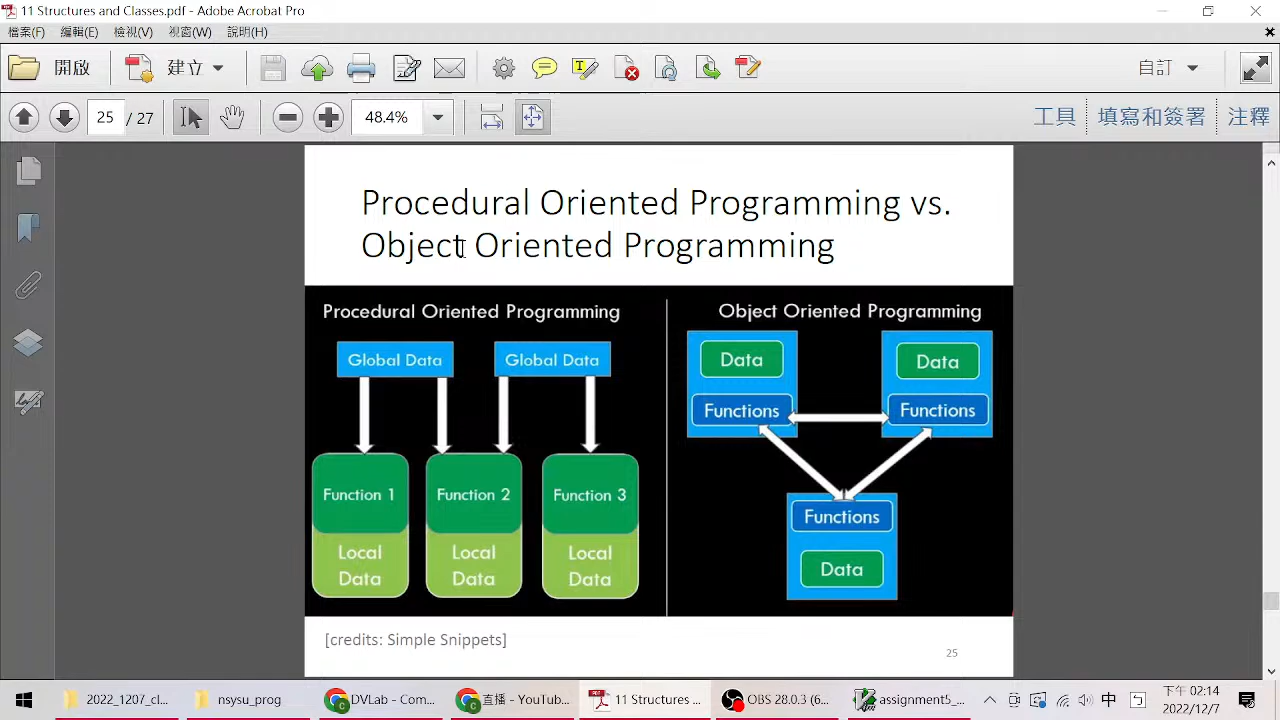 11 Structures and Classes.pdf - Adobe Acrobat Pro
檔案(F) 編輯(E) 檢視(V) 視窗(W) 說明(H)
開啟 建立 自訂
25 / 27 48.4% 工具 填寫和簽署 注釋
Procedural Oriented Programming vs.
Object Oriented Programming
Procedural Oriented Programming
Global Data Global Data
Function 1 Function 2 Function 3
Local Local Local
Data Data Data
Object Oriented Programming
Data Data
Functions Functions
Functions
Data
[credits: Simple Snippets]
25
2022_1207_cl... nsysu_prog DVLab - Com... 直播 - YouTub... 11 Structures ... OBS 28.0.3 (6... assignment5_... 中 下午 02:14
2022/12/7